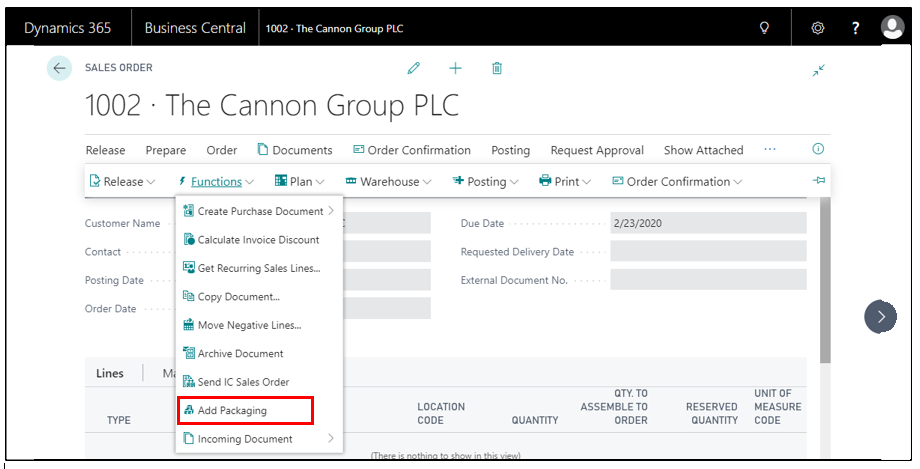 Dynamics 365 Business Central 1002 · The Cannon Group PLC ?
SALES ORDER
1002 · The Cannon Group PLC
Release Prepare Order Documents Order Confirmation Posting Request Approval Show Attached ...
Release Functions Plan Warehouse Posting Print Order Confirmation
Create Purchase Document
Customer Name Due Date 2/23/2020
Calculate Invoice Discount
Contact Requested Delivery Date
Get Recurring Sales Lines...
Posting Date External Document No.
Copy Document...
Order Date
Move Negative Lines...
Archive Document
Lines
Send IC Sales Order
Add Packaging
TYPE
LOCATION CODE
QUANTITY
QTY. TO ASSEMBLE TO ORDER
RESERVED QUANTITY
UNIT OF MEASURE CODE
Incoming Document
(There is nothing to show in this view)